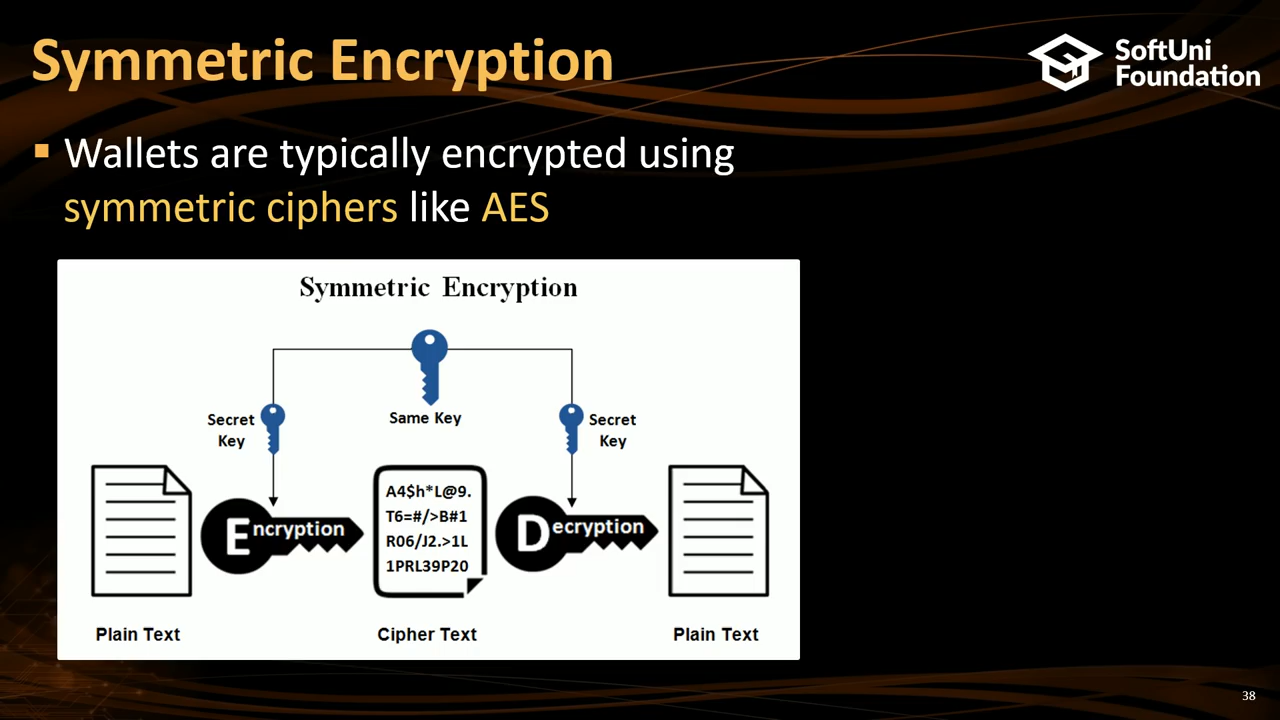 Symmetric Encryption
SoftUni
Foundation
▪ Wallets are typically encrypted using
symmetric ciphers like AES
Symmetric Encryption
Secret
Key
Same Key
Secret
Key
Encryption
A4$h*L@9.
T6=#/>B#1
R06/J2.>1L
1PRL39P20
Decryption
Plain Text
Cipher Text
Plain Text
38